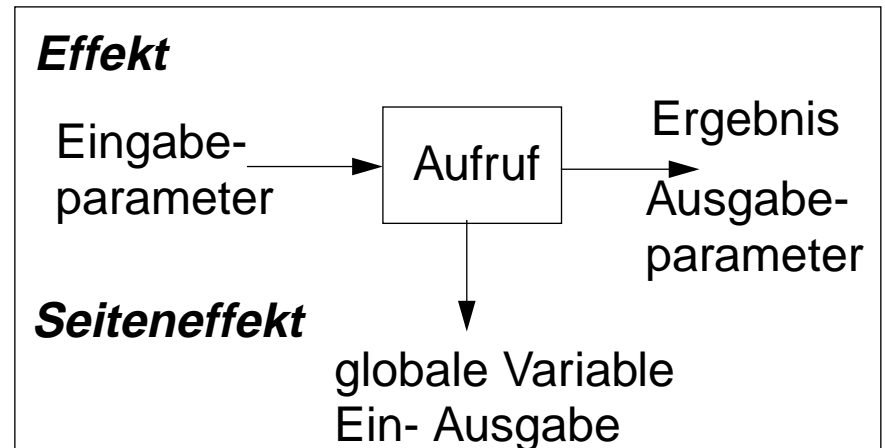 Effekt
Eingabe-
parameter
Aufruf
Ergebnis
Ausgabe-
parameter
Seiteneffekt
globale Variable
Ein- Ausgabe